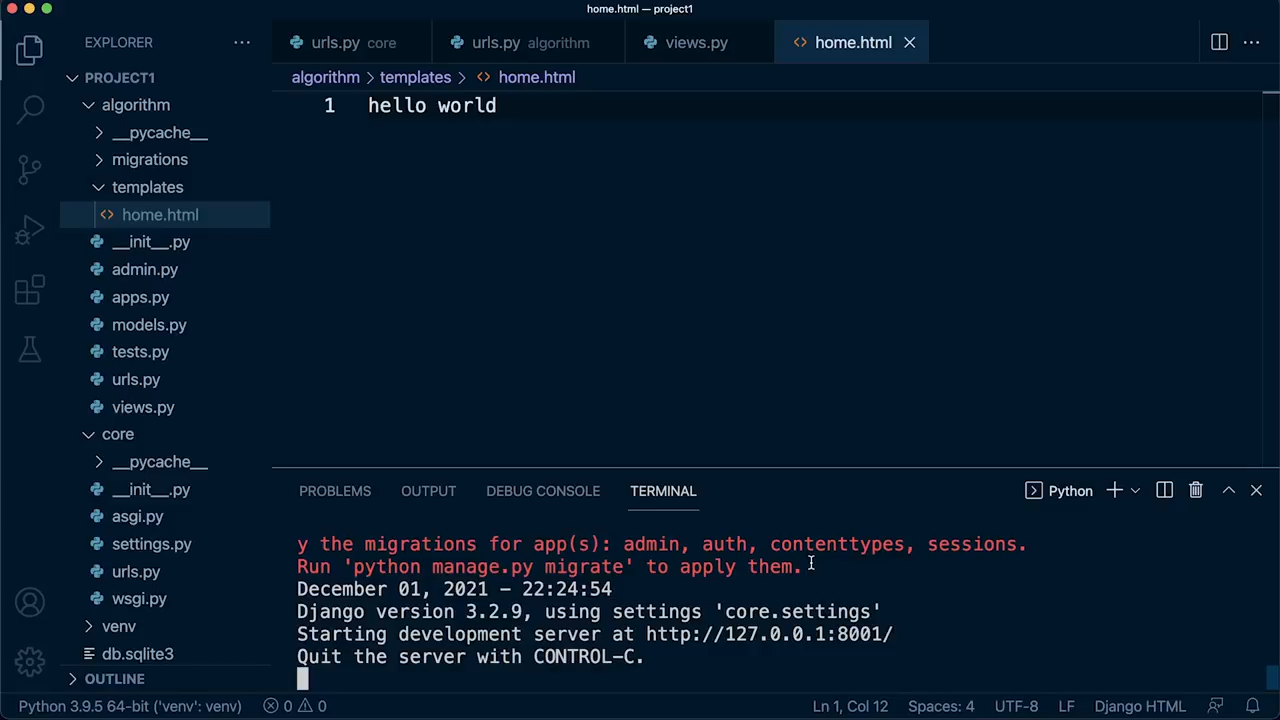 home.html — project1
EXPLORER
urls.py core
urls.py algorithm
views.py
home.html
PROJECT1
algorithm > templates > home.html
algorithm
1 hello world
__pycache__
migrations
templates
home.html
__init__.py
admin.py
apps.py
models.py
tests.py
urls.py
views.py
core
__pycache__
__init__.py
asgi.py
settings.py
urls.py
wsgi.py
venv
db.sqlite3
OUTLINE
PROBLEMS OUTPUT DEBUG CONSOLE TERMINAL
Python
y the migrations for app(s): admin, auth, contenttypes, sessions.
Run 'python manage.py migrate' to apply them.
December 01, 2021 - 22:24:54
Django version 3.2.9, using settings 'core.settings'
Starting development server at http://127.0.0.1:8001/
Quit the server with CONTROL-C.
Python 3.9.5 64-bit ('venv': venv) 0 0 Ln 1, Col 12 Spaces: 4 UTF-8 LF Django HTML